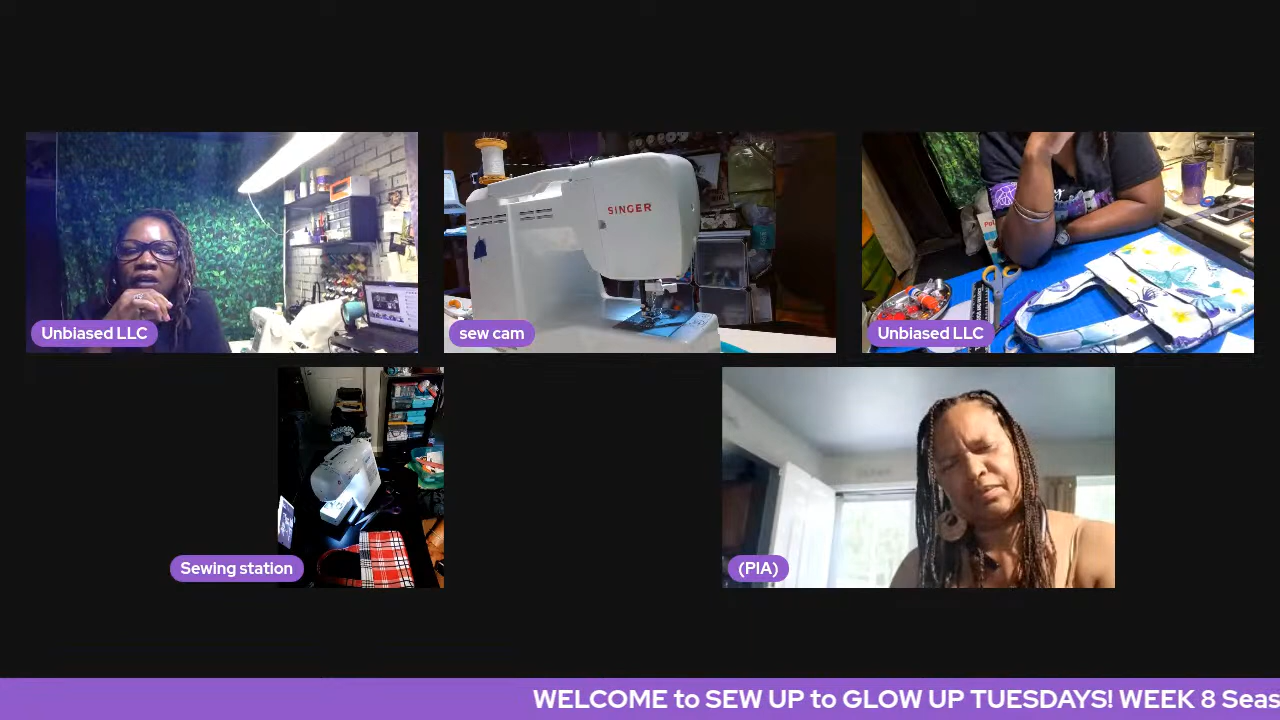 SINGER
Unbiased LLC
sew cam
Unbiased LLC
Sewing station
(PIA)
WELCOME to SEW UP to GLOW UP TUESDAYS! WEEK 8 Seas